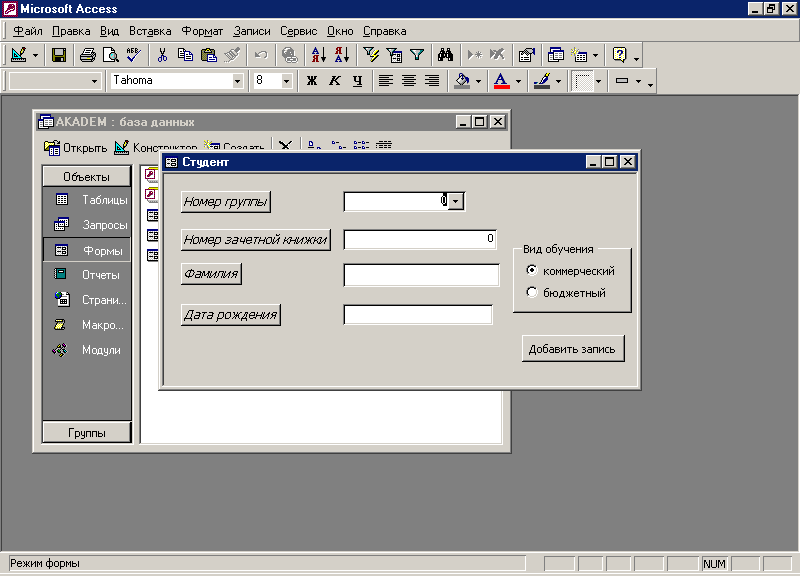 Microsoft Access
Файл Правка Вид Вставка Формат Записи Сервис Окно Справка
Tahoma 8 Ж К Ч
AKADEM : база данных
Открыть Конструктор Создать
Объекты
Таблицы
Запросы
Формы
Отчеты
Страни...
Макро...
Модули
Группы
Студент
Номер группы 0
Номер зачетной книжки 0
Фамилия
Дата рождения
Вид обучения
коммерческий
бюджетный
Добавить запись
Режим формы NUM